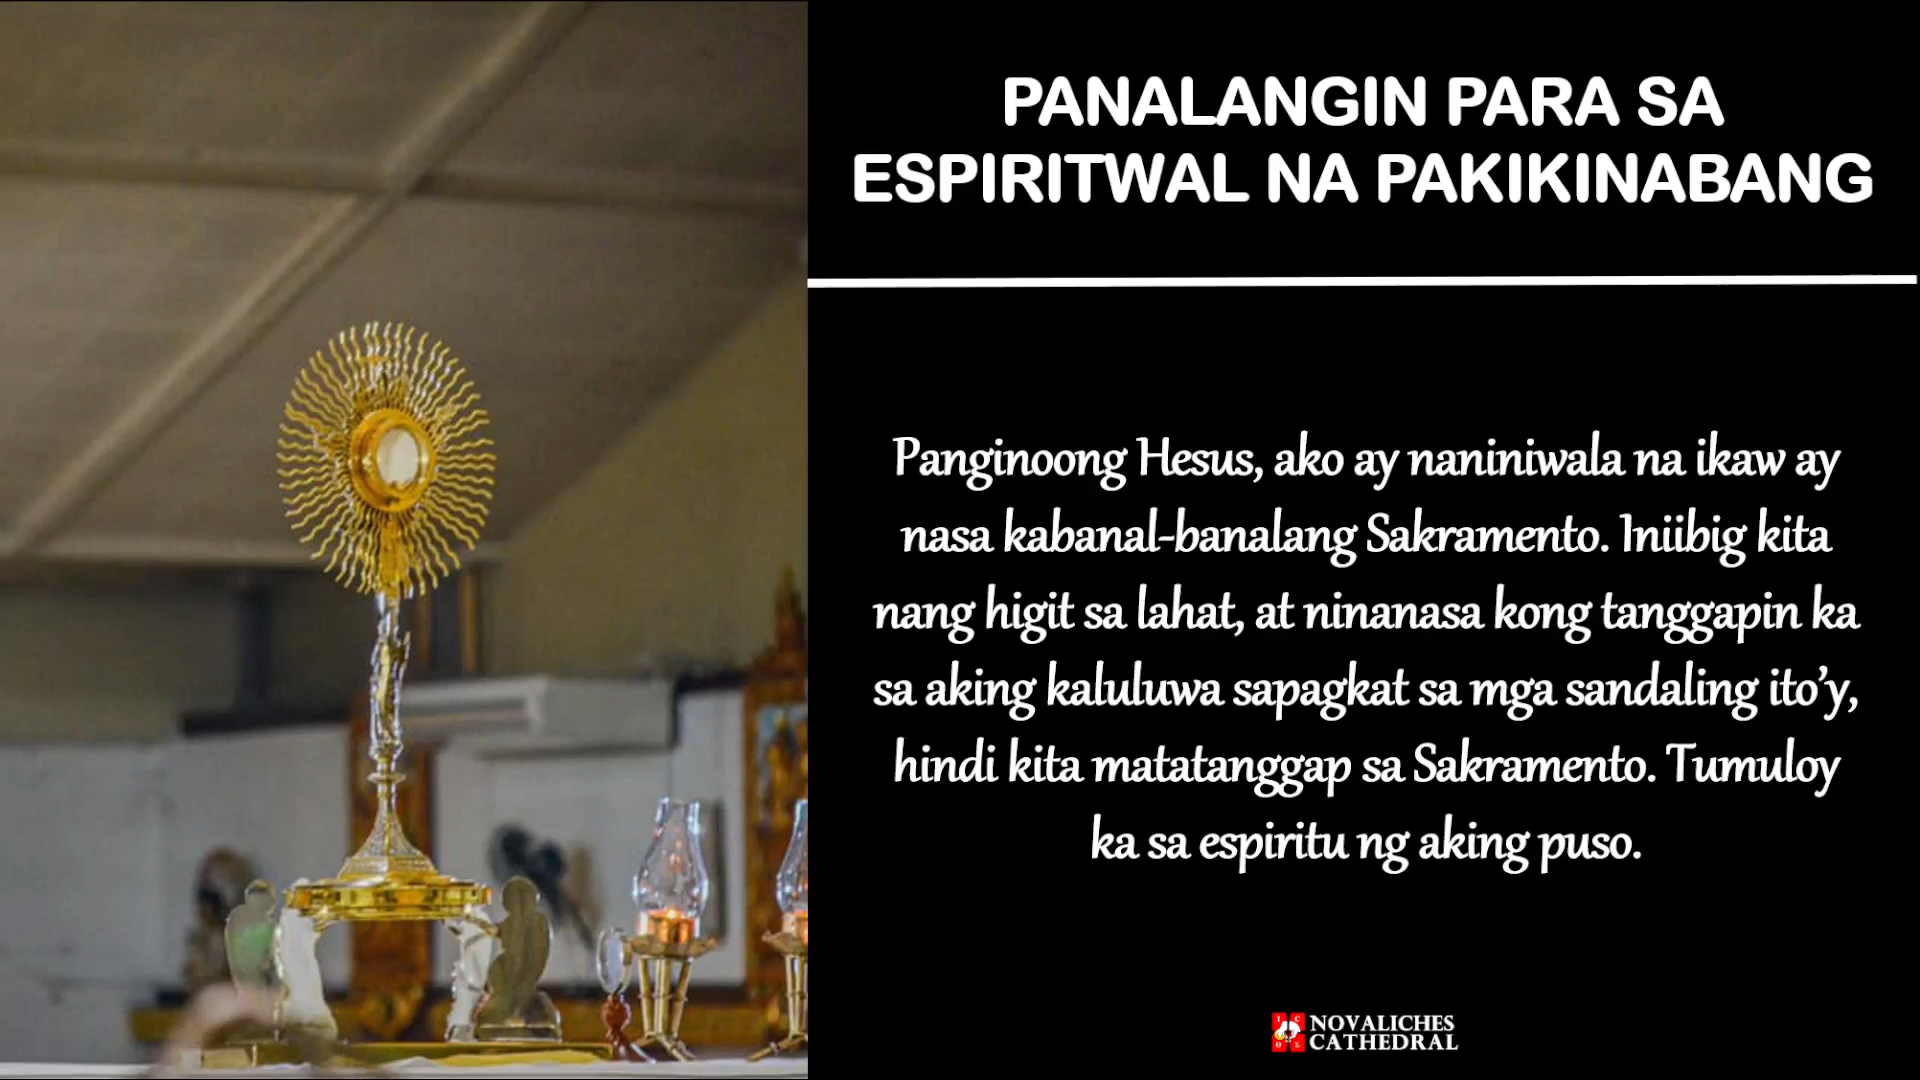 PANALANGIN PARA SA
ESPIRITWAL NA PAKIKINABANG
Panginoong Hesus, ako ay naniniwala na ikaw ay
nasa kabanal-banalang Sakramento. Iniibig kita
nang higit sa lahat, at ninanasa kong tanggapin ka
sa aking kaluluwa sapagkat sa mga sandaling ito’y,
hindi kita matatanggap sa Sakramento. Tumuloy
ka sa espiritu ng aking puso.
NOVALICHES
CATHEDRAL